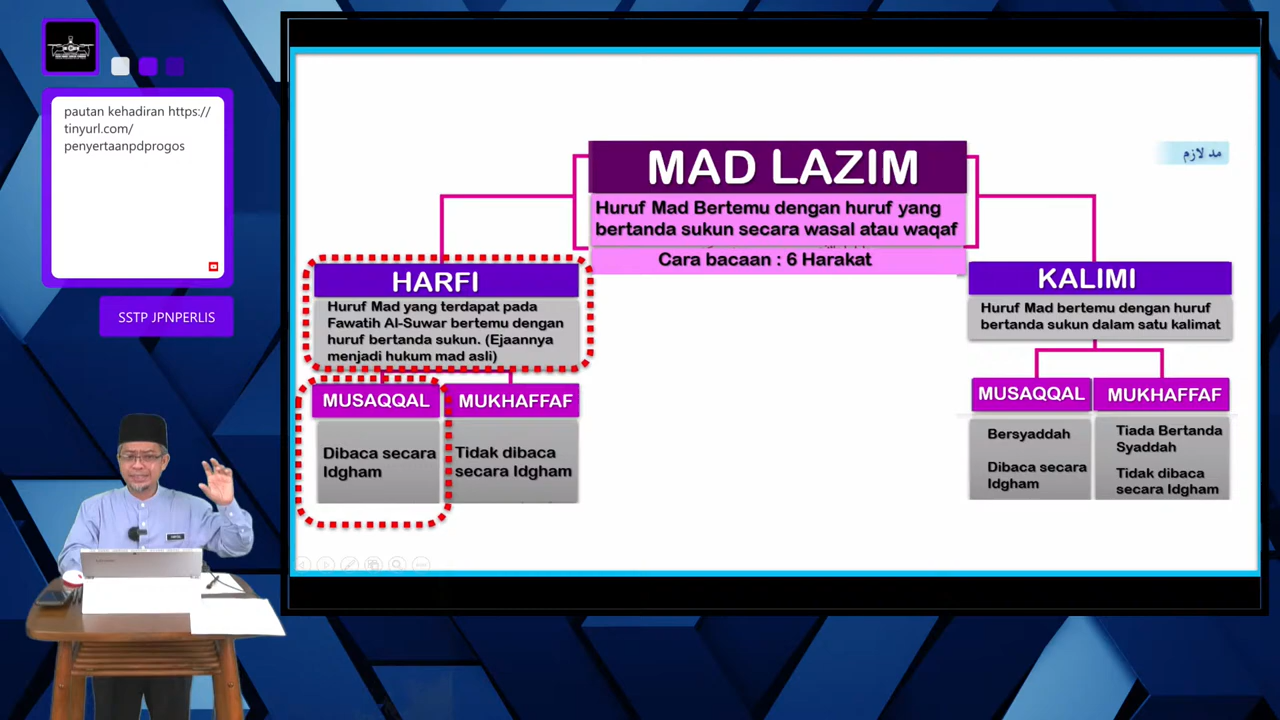 pautan kehadiran https://
tinyurl.com/
penyertaanpdprogos
SSTP JPNPERLIS
MAD LAZIM
مد لازم
Huruf Mad Bertemu dengan huruf yang
bertanda sukun secara wasal atau waqaf
Cara bacaan : 6 Harakat
HARFI
Huruf Mad yang terdapat pada
Fawatih Al-Suwar bertemu dengan
huruf bertanda sukun. (Ejaannya
menjadi hukum mad asli)
MUSAQQAL
Dibaca secara
Idgham
MUKHAFFAF
Tidak dibaca
secara Idgham
KALIMI
Huruf Mad bertemu dengan huruf
bertanda sukun dalam satu kalimat
MUSAQQAL
Bersyaddah
Dibaca secara
Idgham
MUKHAFFAF
Tiada Bertanda
Syaddah
Tidak dibaca
secara Idgham